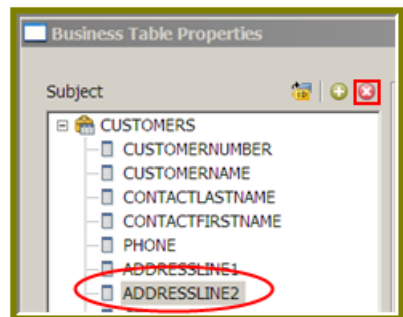 Business Table Properties
Subject
CUSTOMERS
CUSTOMERNUMBER
CUSTOMERNAME
CONTACTLASTNAME
CONTACTFIRSTNAME
PHONE
ADDRESSLINE1
ADDRESSLINE2